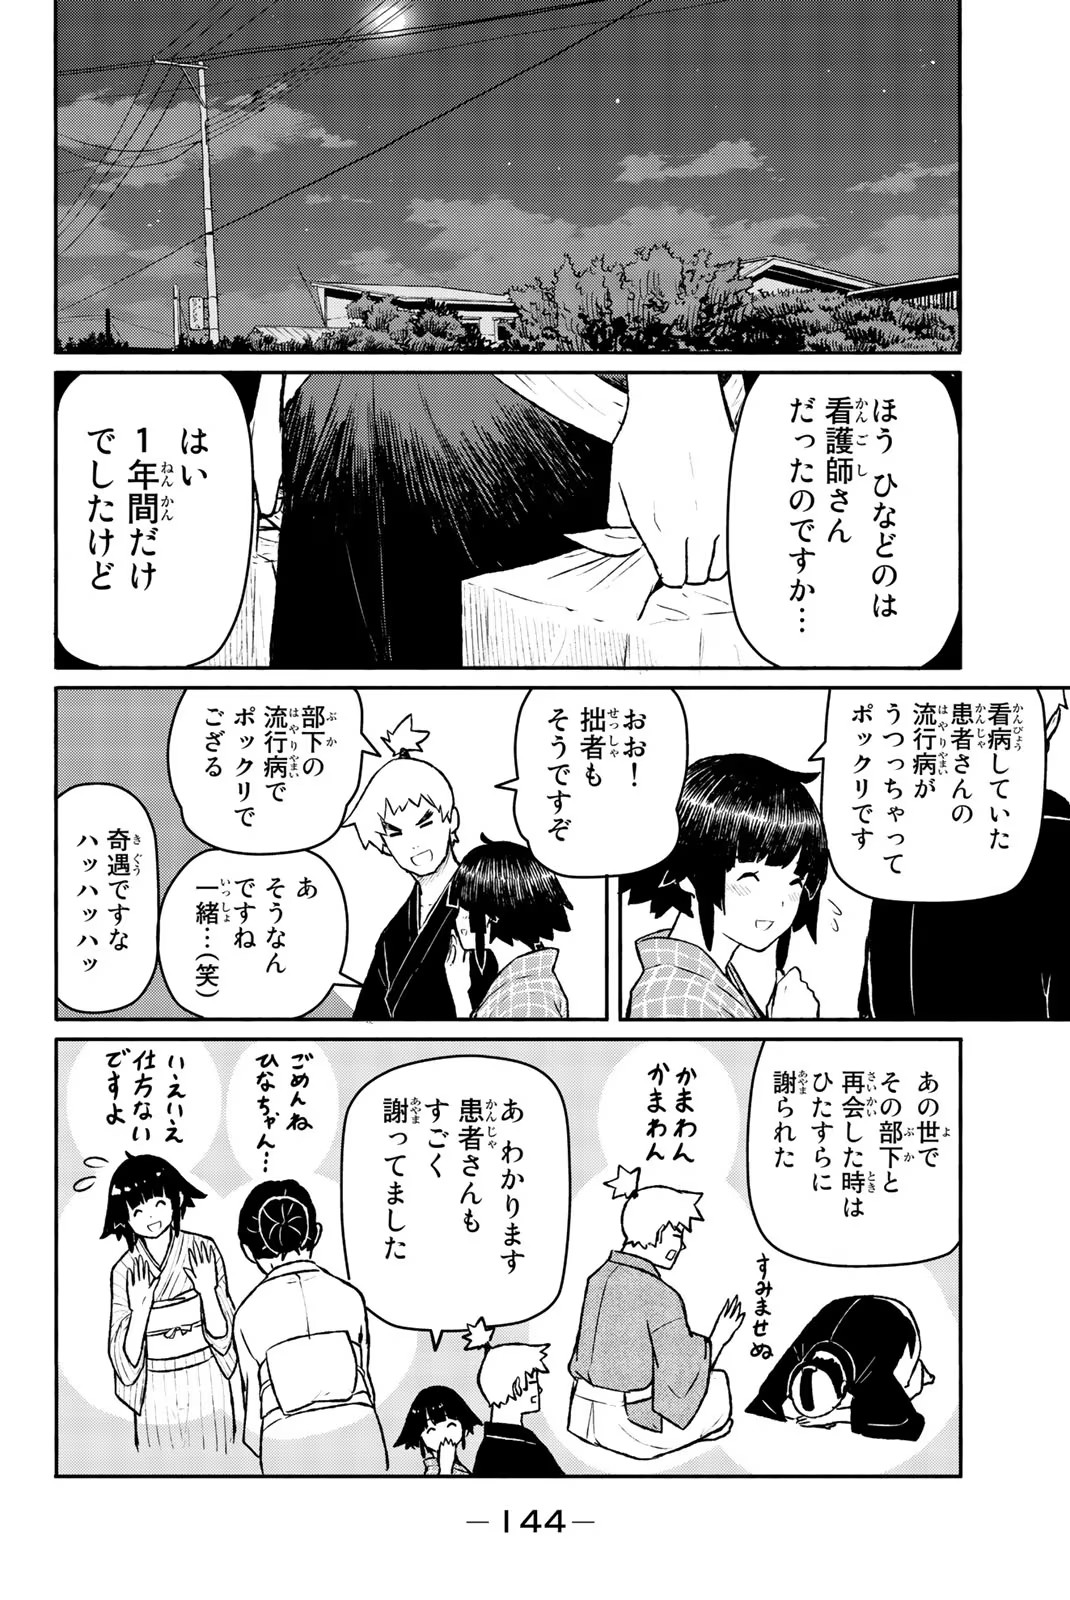 ほう ひなどのは
看護師さん
だったのですか…
はい
1年間だけ
でしたけど
看病していた
患者さんの
流行病が
うつっちゃって
ポックリです
おお！
拙者も
そうですぞ
部下の
流行病で
ポックリで
ござる
あ
そうなん
ですね
一緒…(笑)
奇遇ですな
ハッハッハッ
あの世で
その部下と
再会した時は
ひたすらに
謝られた
すみませぬ
かまわん
かまわん
あ わかります
患者さんも
すごく
謝ってました
ごめんね
ひなちゃん…
いえいえ
仕方ない
ですよ
－144－